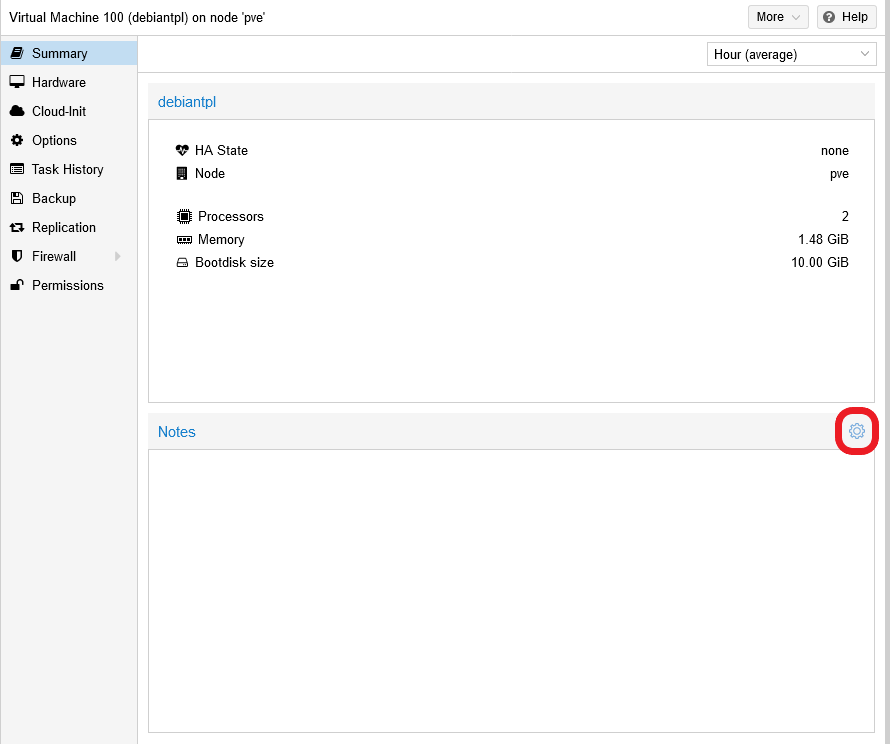 Virtual Machine 100 (debiantpl) on node 'pve'
More
Help
Summary
Hour (average)
Hardware
Cloud-Init
Options
Task History
Backup
Replication
Firewall
Permissions
debiantpl
HA State none
Node pve
Processors 2
Memory 1.48 GiB
Bootdisk size 10.00 GiB
Notes